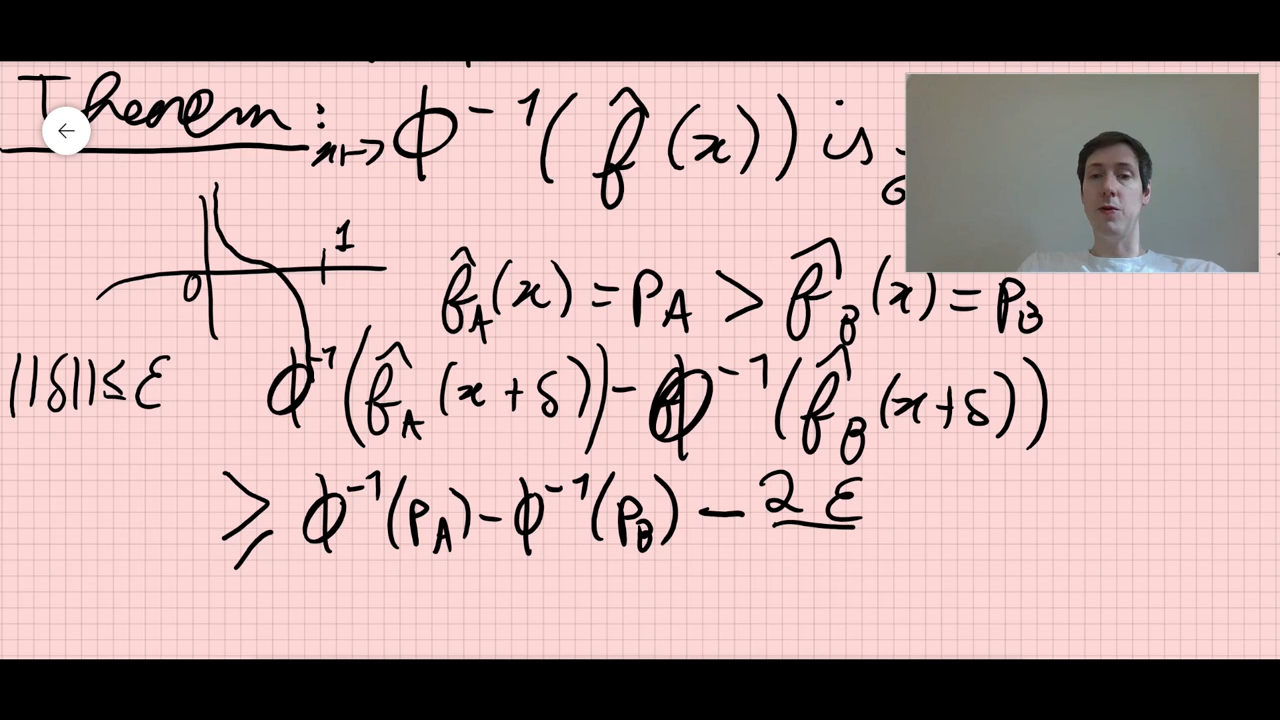 Theorem: x ↦ Φ⁻¹(f̂(x)) is
0 1
f̂_A(x) = p_A > f̂_B(x) = p_B
||δ|| ≤ ε Φ⁻¹(f̂_A(x + δ)) - Φ⁻¹(f̂_B(x + δ))
≥ Φ⁻¹(p_A) - Φ⁻¹(p_B) - 2ε